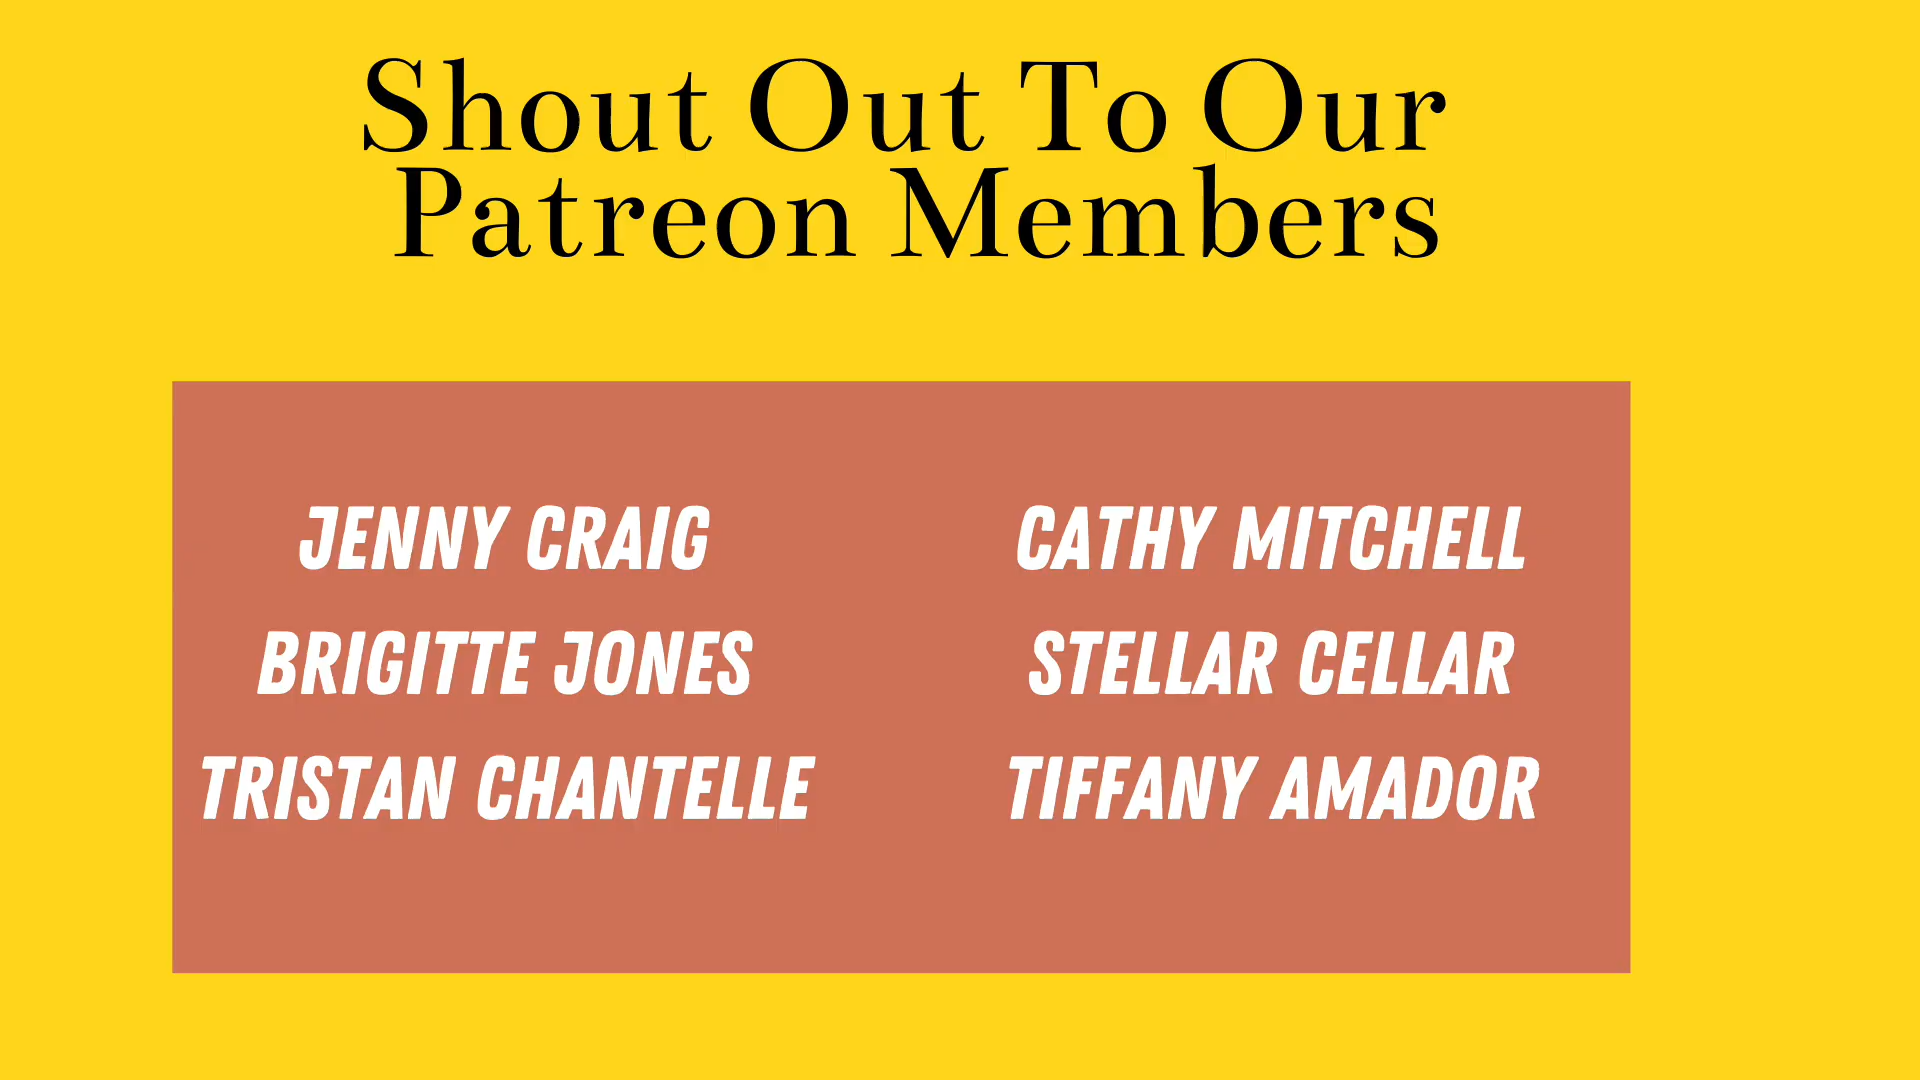 Shout Out To Our
Patreon Members
JENNY CRAIG
BRIGITTE JONES
TRISTAN CHANTELLE
CATHY MITCHELL
STELLAR CELLAR
TIFFANY AMADOR